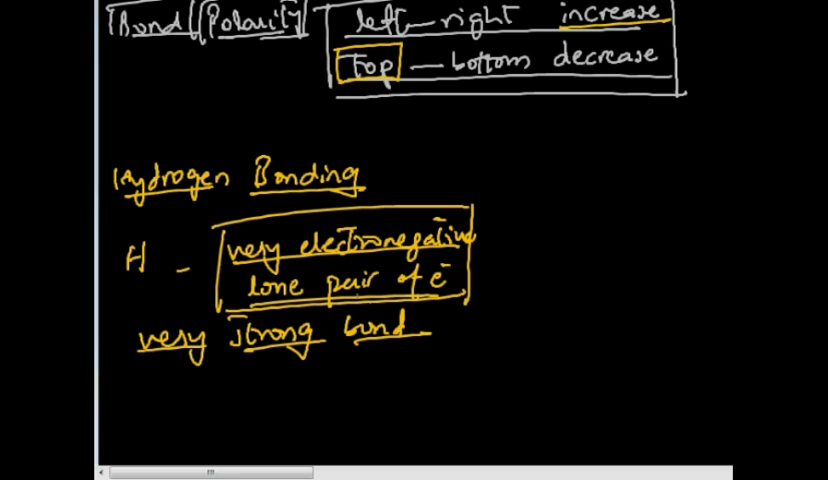 Bond Polarity
left - right increase
Top - bottom decrease
Hydrogen Bonding
H - very electronegative
lone pair of e⁻
very strong bond